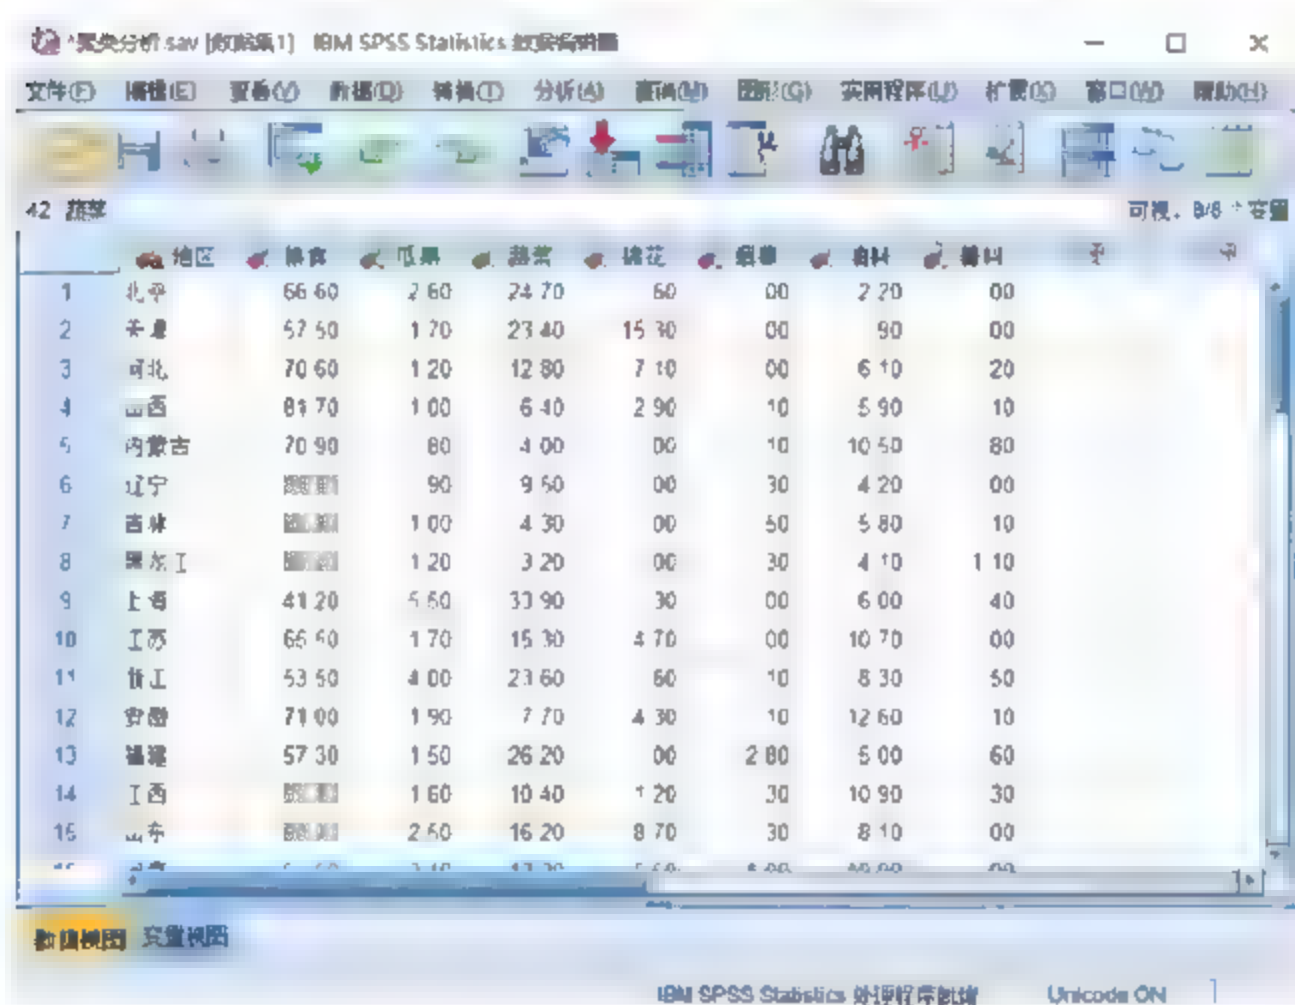 *聚类分析.sav [数据集1] - IBM SPSS Statistics 数据编辑器
文件(F) 编辑(E) 查看(V) 数据(D) 转换(T) 分析(A) 直销(M) 图形(G) 实用程序(U) 扩展(X) 窗口(W) 帮助(H)
42 蔬菜
可视: 8/8 个变量
地区 粮食 瓜果 蔬菜 棉花 油料
1 北京 66 60 2 60 24 70 60 00 2 20 00
2 天津 57 50 1 70 23 40 15 30 00 90 00
3 河北 70 60 1 20 12 80 7 10 00 6 10 20
4 山西 81 70 1 00 6 40 2 90 10 5 90 10
5 内蒙古 70 90 80 4 00 00 10 10 50 80
6 辽宁 90 9 50 00 30 4 20 00
7 吉林 1 00 4 30 00 50 5 80 10
8 黑龙江 1 20 3 20 00 30 4 10 1 10
9 上海 41 20 5 50 33 90 30 00 6 00 40
10 江苏 66 50 1 70 15 30 4 70 00 10 70 00
11 浙江 53 50 4 00 23 60 60 10 8 30 50
12 安徽 71 00 1 90 7 70 4 30 10 12 60 10
13 福建 57 30 1 50 26 20 00 2 80 5 00 60
14 江西 1 60 10 40 1 20 30 10 90 30
15 山东 2 50 16 20 8 70 30 8 10 00
数据视图 变量视图
IBM SPSS Statistics 处理程序就绪 Unicode:ON